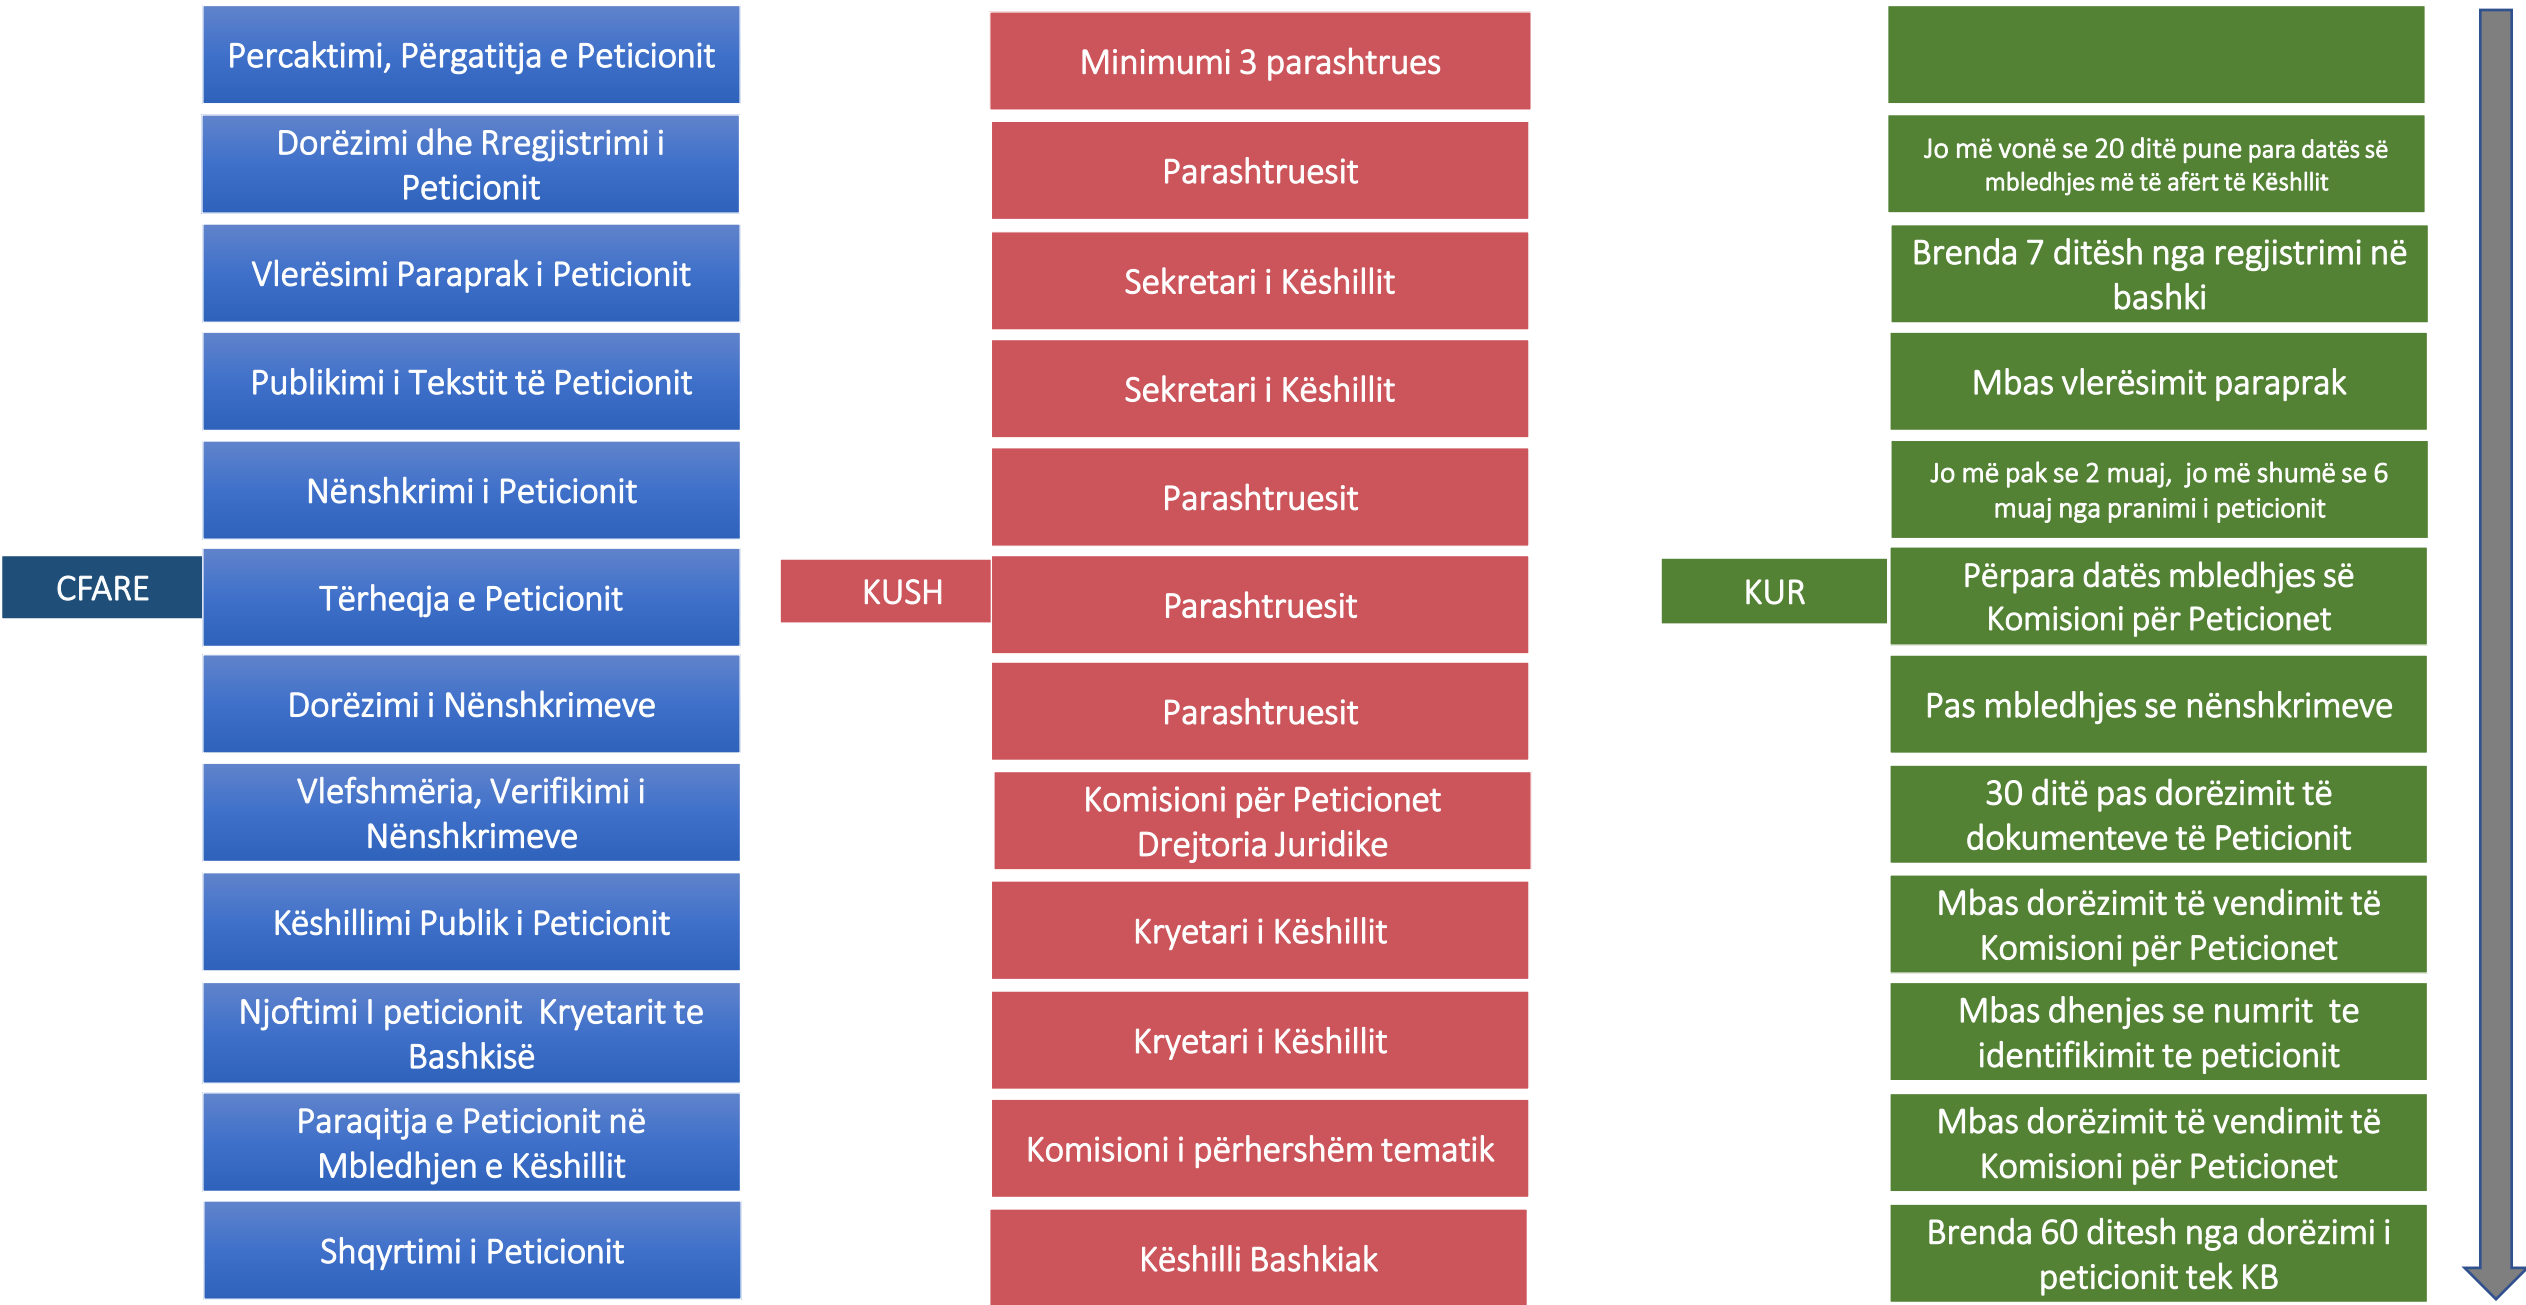 CFARE
Percaktimi, Përgatitja e Peticionit
Dorëzimi dhe Rregjistrimi i
Peticionit
Vlerësimi Paraprak i Peticionit
Publikimi i Tekstit të Peticionit
Nënshkrimi i Peticionit
Tërheqja e Peticionit
Dorëzimi i Nënshkrimeve
Vlefshmëria, Verifikimi i
Nënshkrimeve
Këshillimi Publik i Peticionit
Njoftimi I peticionit  Kryetarit te
Bashkisë
Paraqitja e Peticionit në
Mbledhjen e Këshillit
Shqyrtimi i Peticionit
KUSH
Minimumi 3 parashtrues
Parashtruesit
Sekretari i Këshillit
Sekretari i Këshillit
Parashtruesit
Parashtruesit
Parashtruesit
Komisioni për Peticionet
Drejtoria Juridike
Kryetari i Këshillit
Kryetari i Këshillit
Komisioni i përhershëm tematik
Këshilli Bashkiak
KUR
Jo më vonë se 20 ditë pune para datës së
mbledhjes më të afërt të Këshllit
Brenda 7 ditësh nga regjistrimi në
bashki
Mbas vlerësimit paraprak
Jo më pak se 2 muaj,  jo më shumë se 6
muaj nga pranimi i peticionit
Përpara datës mbledhjes së
Komisioni për Peticionet
Pas mbledhjes se nënshkrimeve
30 ditë pas dorëzimit të
dokumenteve të Peticionit
Mbas dorëzimit të vendimit të
Komisioni për Peticionet
Mbas dhenjes se numrit  te
identifikimit te peticionit
Mbas dorëzimit të vendimit të
Komisioni për Peticionet
Brenda 60 ditesh nga dorëzimi i
peticionit tek KB